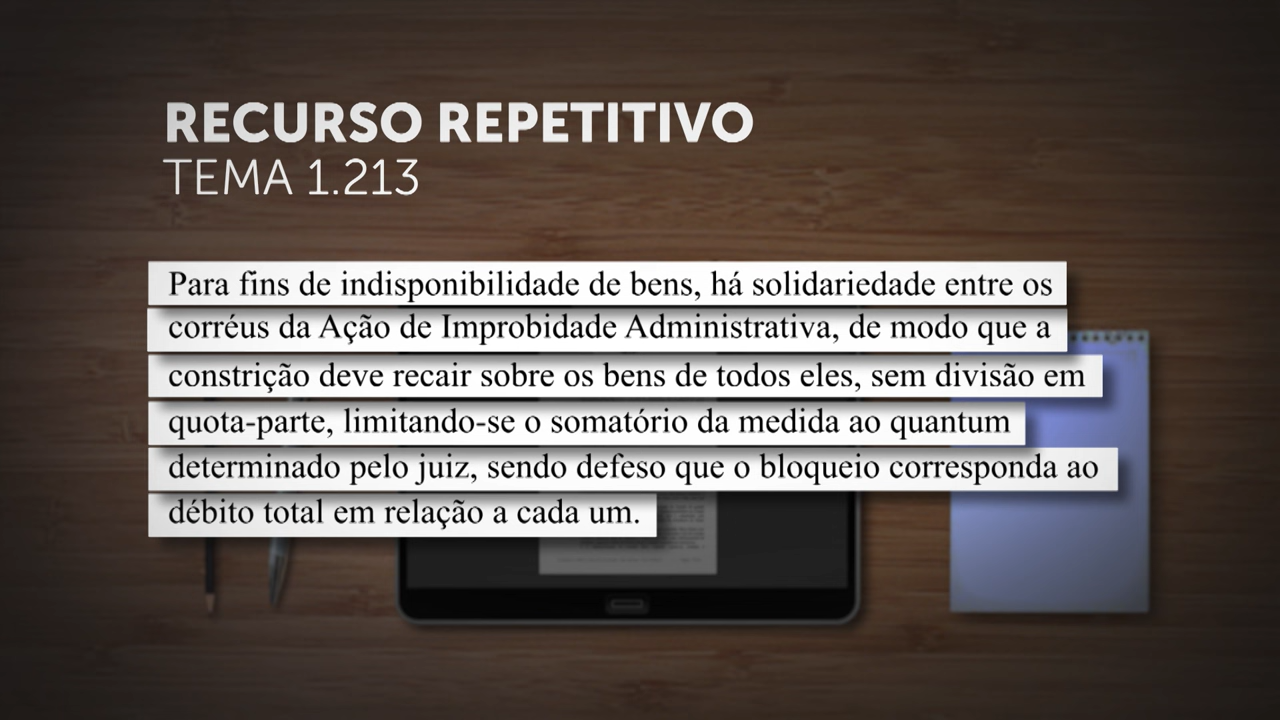 RECURSO REPETITIVO
TEMA 1.213
Para fins de indisponibilidade de bens, há solidariedade entre os
corréus da Ação de Improbidade Administrativa, de modo que a
constrição deve recair sobre os bens de todos eles, sem divisão em
quota-parte, limitando-se o somatório da medida ao quantum
determinado pelo juiz, sendo defeso que o bloqueio corresponda ao
débito total em relação a cada um.